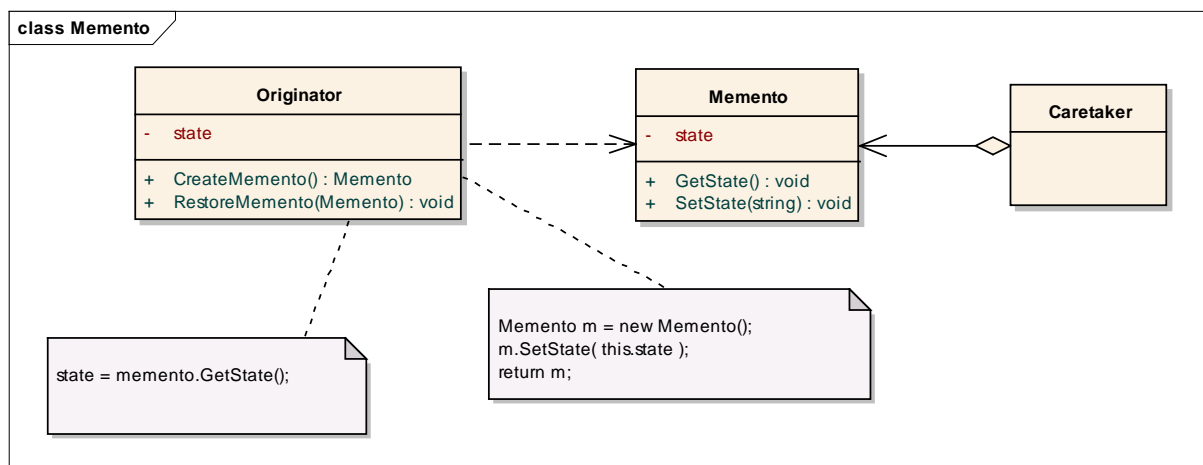 class Memento
Originator
- state
+ CreateMemento() : Memento
+ RestoreMemento(Memento) : void
Memento
- state
+ GetState() : void
+ SetState(string) : void
Caretaker
state = memento.GetState();
Memento m = new Memento();
m.SetState( this.state );
return m;